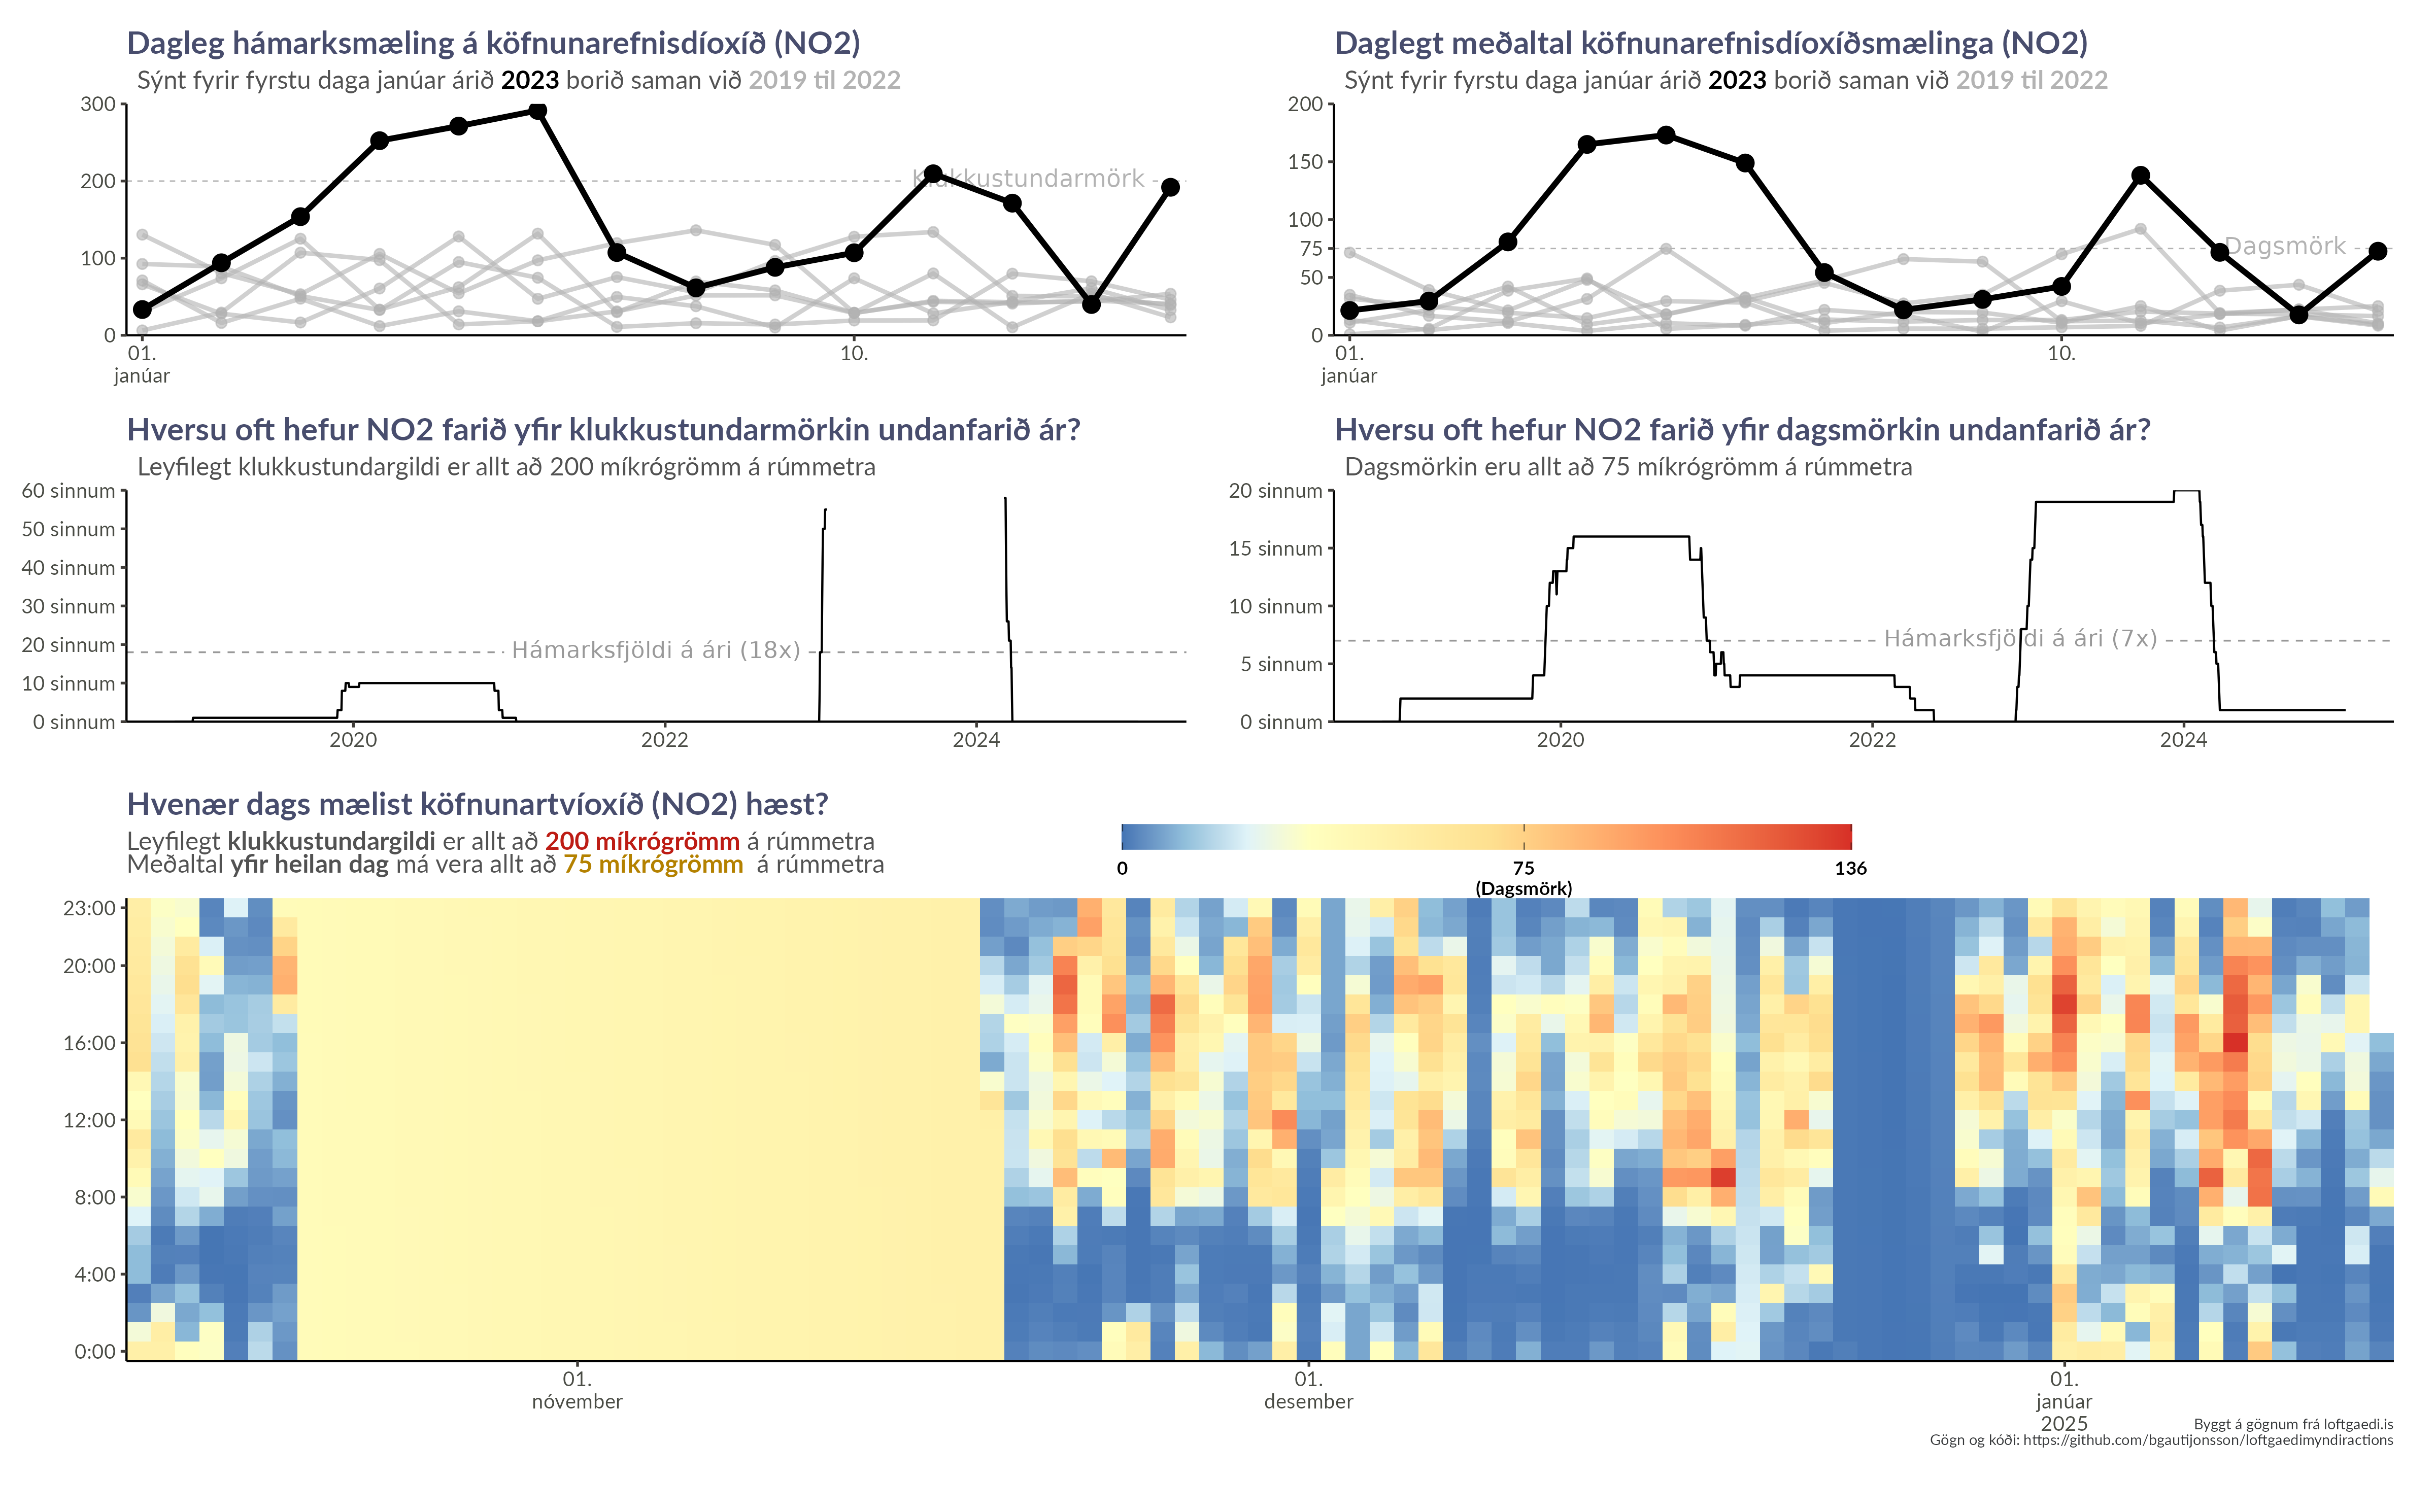 Dagleg hámarksmæling á köfnunarefnisdíoxíð (NO2)
Sýnt fyrir fyrstu daga janúar árið 2023 borið saman við 2019 til 2022
300
200
100
0
Klukkustundarmörk
01.
janúar
10.
Daglegt meðaltal köfnunarefnisdíoxíðsmælinga (NO2)
Sýnt fyrir fyrstu daga janúar árið 2023 borið saman við 2019 til 2022
200
150
100
75
50
0
Dagsmörk
01.
janúar
10.
Hversu oft hefur NO2 farið yfir klukkustundarmörkin undanfarið ár?
Leyfilegt klukkustundargildi er allt að 200 míkrógrömm á rúmmetra
60 sinnum
50 sinnum
40 sinnum
30 sinnum
20 sinnum
10 sinnum
0 sinnum
Hámarksfjöldi á ári (18x)
2020
2022
2024
Hversu oft hefur NO2 farið yfir dagsmörkin undanfarið ár?
Dagsmörkin eru allt að 75 míkrógrömm á rúmmetra
20 sinnum
15 sinnum
10 sinnum
5 sinnum
0 sinnum
Hámarksfjöldi á ári (7x)
2020
2022
2024
Hvenær dags mælist köfnunartvíoxíð (NO2) hæst?
Leyfilegt klukkustundargildi er allt að 200 míkrógrömm á rúmmetra
Meðaltal yfir heilan dag má vera allt að 75 míkrógrömm á rúmmetra
0
75
(Dagsmörk)
136
23:00
20:00
16:00
12:00
8:00
4:00
0:00
01.
nóvember
01.
desember
01.
janúar
2025
Byggt á gögnum frá loftgaedi.is
Gögn og kóði: https://github.com/bgautijonsson/loftgaedimyndiractions